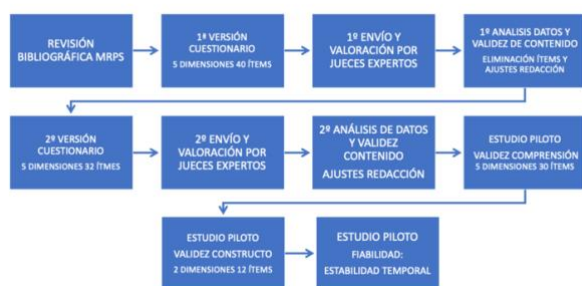 REVISIÓN
BIBLIOGRÁFICA MRPS
1ª VERSIÓN
CUESTIONARIO
5 DIMENSIONES 40 ÍTEMS
1º ENVÍO Y
VALORACIÓN POR
JUECES EXPERTOS
1º ANALISIS DATOS Y
VALIDEZ DE CONTENIDO
ELIMINACIÓN ÍTEMS Y
AJUSTES REDACCIÓN
2º VERSIÓN
CUESTIONARIO
5 DIMENSIONES 32 ÍTMES
2º ENVÍO Y
VALORACIÓN POR
JUECES EXPERTOS
2º ANÁLISIS DE DATOS
Y VALIDEZ
CONTENIDO
AJUSTES REDACCIÓN
ESTUDIO PILOTO
VALIDEZ COMPRENSIÓN
5 DIMENSIONES 30 ÍTEMS
ESTUDIO PILOTO
VALIDEZ CONSTRUCTO
2 DIMENSIONES 12 ÍTEMS
ESTUDIO PILOTO
FIABILIDAD:
ESTABILIDAD TEMPORAL